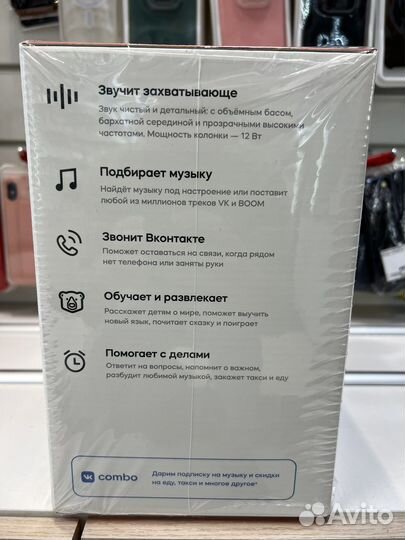 Звучит захватывающе
Звук чистый и детальный: с объёмным басом,
бархатной серединой и прозрачными высокими
частотами. Мощность колонки — 12 Вт
Подбирает музыку
Найдёт музыку под настроение или поставит
любой из миллионов треков VK и BOOM
Звонит Вконтакте
Поможет оставаться на связи, когда рядом
нет телефона или заняты руки
Обучает и развлекает
Расскажет детям о мире, поможет выучить
новый язык, почитает сказку и поиграет
Помогает с делами
Ответит на вопросы, напомнит о важном,
разбудит любимой музыкой, закажет такси и еду
VK combo
Дарим подписку на музыку и скидки
на еду, такси и многое другое*
Avito